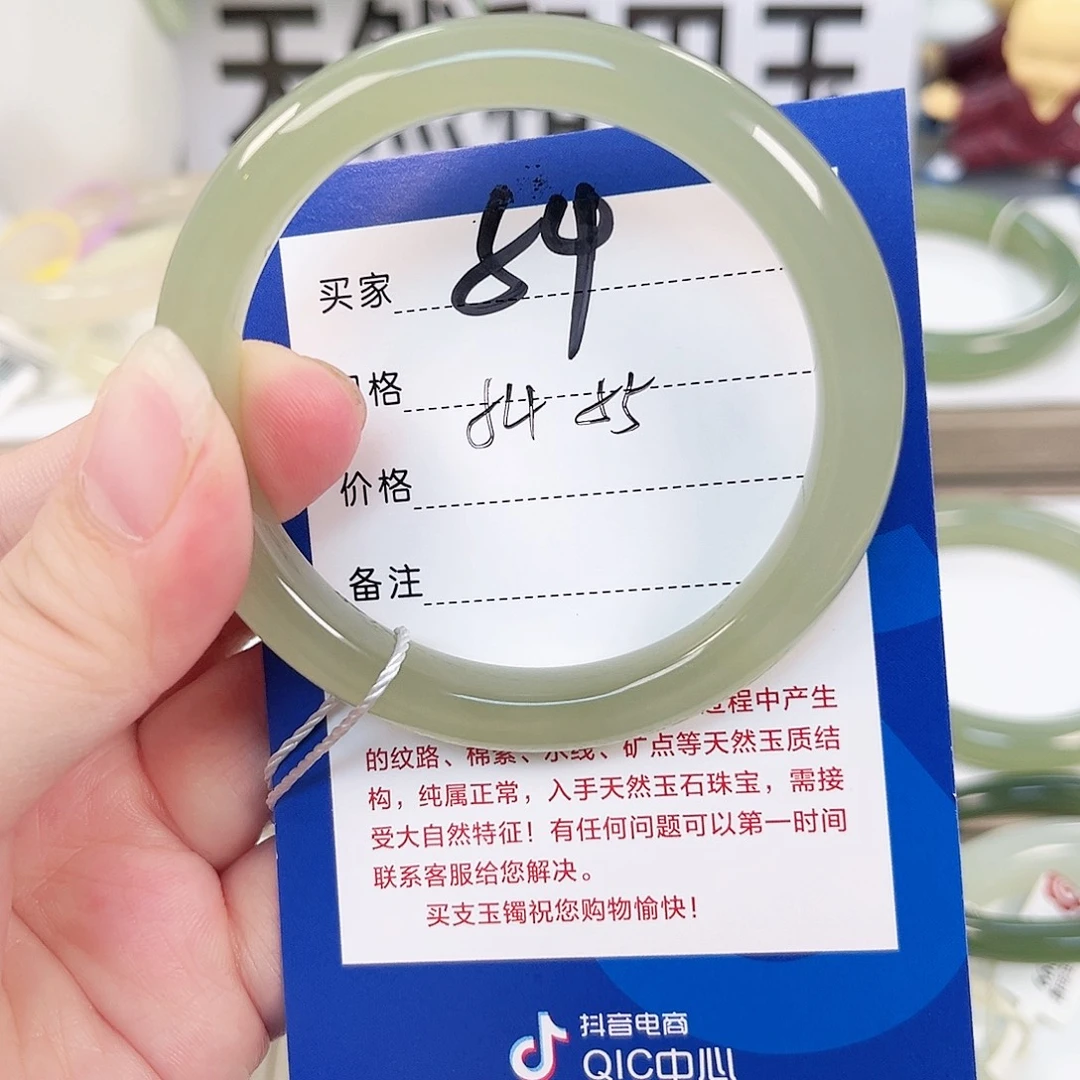 天然和田玉
买家 84
格 84 85
价格
备注
过程中产生
的纹路、棉絮、水线、矿点等天然玉质结
构，纯属正常，入手天然玉石珠宝，需接
受大自然特征！有任何问题可以第一时间
联系客服给您解决。
买支玉镯祝您购物愉快！
抖音电商
QIC中心